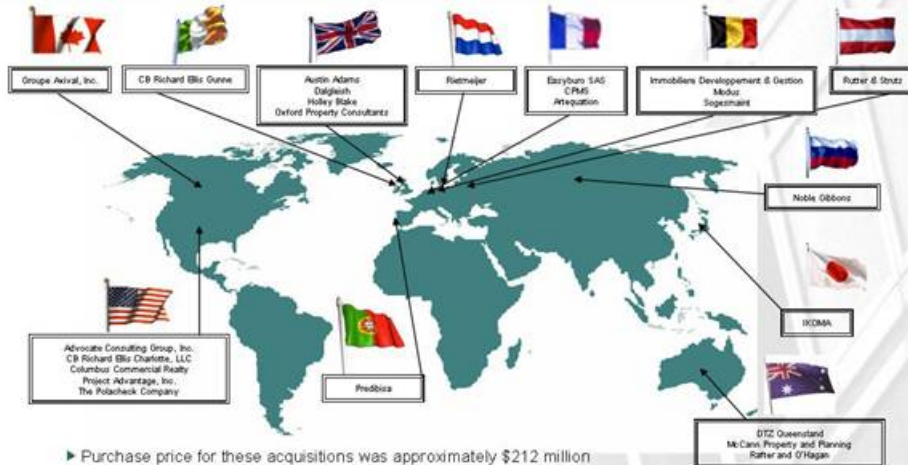 Groupe Axival, Inc.
CB Richard Ellis Gunne
Austin Adams
Dalgleish
Holley Blake
Oxford Property Consultants
Rietmeijer
Easyburo SAS
CPMS
Artequation
Immobiliere Developpement & Gestion
Modus
Sogesmaint
Rutter & Strutz
Noble Gibbons
IKOMA
Advocate Consulting Group, Inc.
CB Richard Ellis Charlotte, LLC
Columbus Commercial Realty
Project Advantage, Inc.
The Polacheck Company
Predibisa
DTZ Queensland
McCann Property and Planning
Rafter and O'Hagan
▶ Purchase price for these acquisitions was approximately $212 million